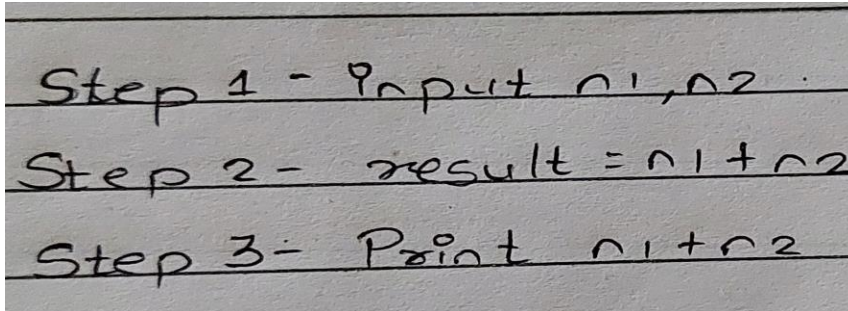 Step 1 - Input n1, n2.
Step 2 - result = n1 + n2
Step 3 - Print n1 + n2